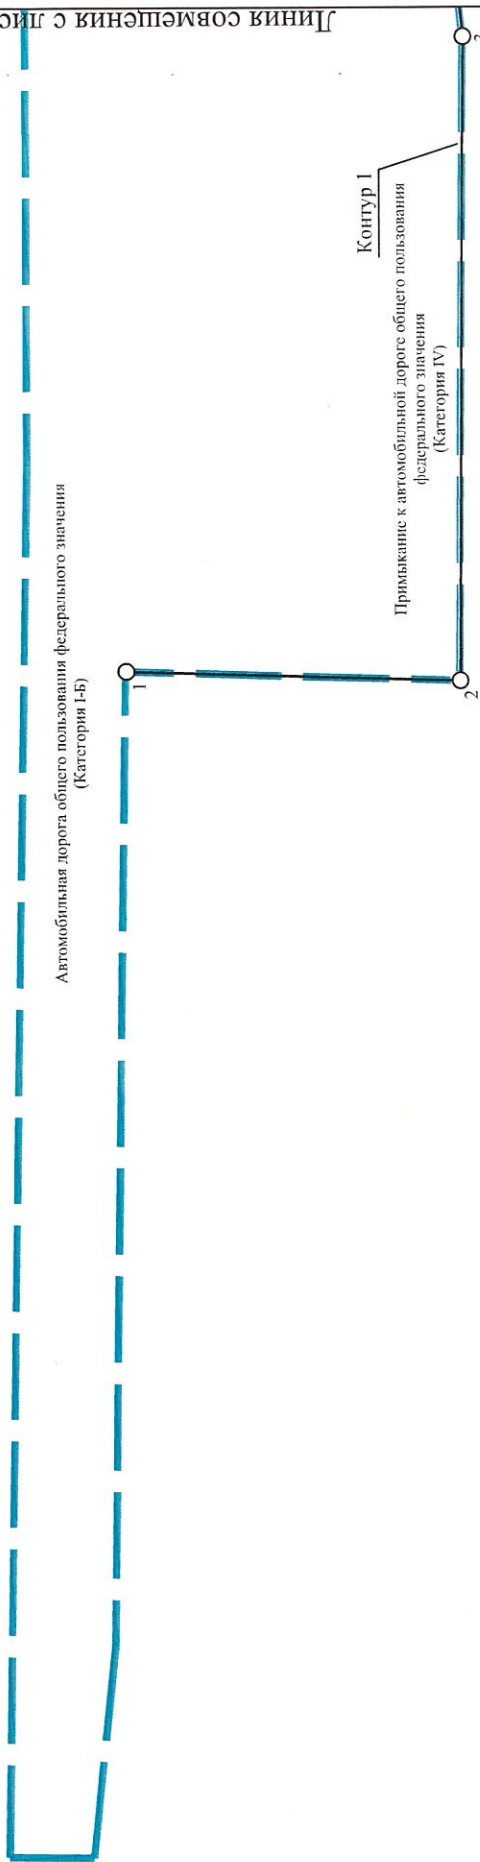 Линия совмещения с
Контур 1
Примыкание к автомобильной дороге общего пользования
федерального значения
(Категория IV)
Автомобильная дорога общего пользования федерального значения
(Категория I-Б)
1
2